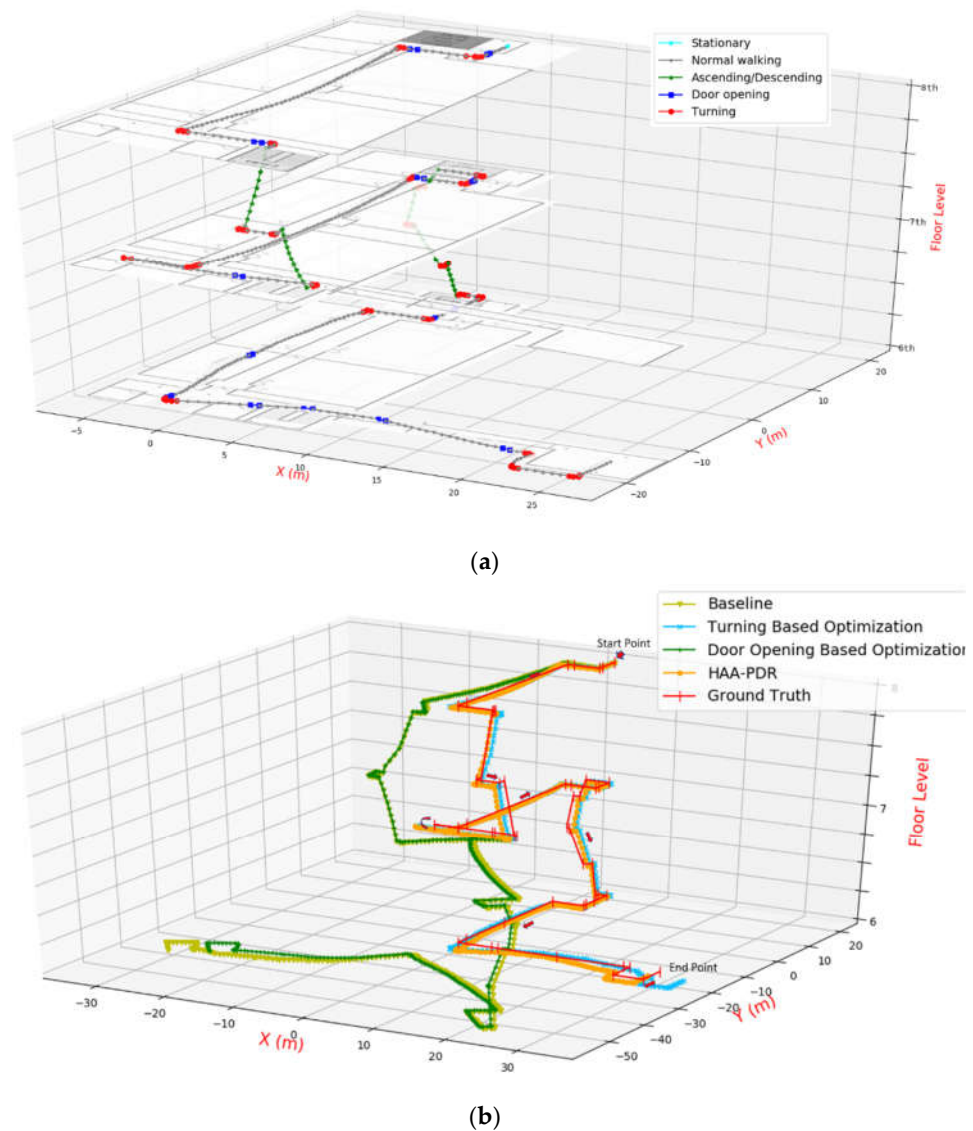 Stationary
Normal walking
Ascending/Descending
Door opening
Turning
8th
7th
6th
Floor Level
20
10
0
−10
−20
Y (m)
−5
0
5
10
15
20
25
X (m)
(a)
Baseline
Turning Based Optimization
Door Opening Based Optimization
HAA-PDR
Ground Truth
Start Point
End Point
8
7
6
Floor Level
20
10
0
−10
−20
−30
−40
−50
Y (m)
−30
−20
−10
0
10
20
30
X (m)
(b)